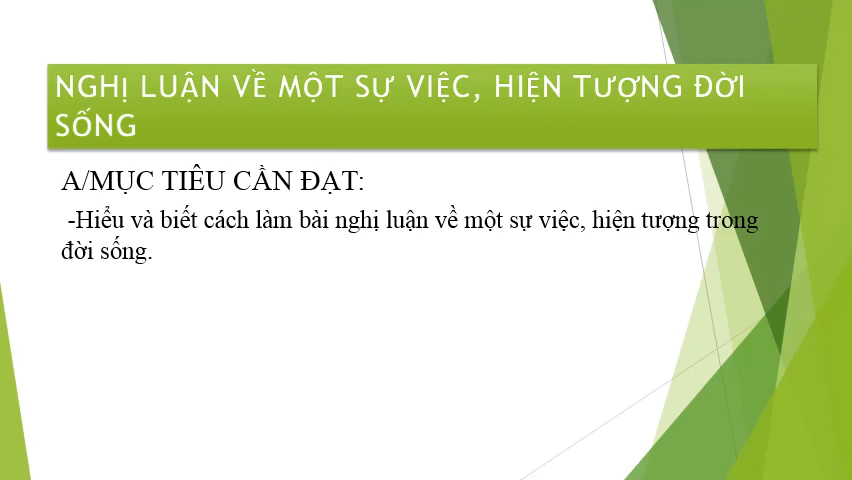 NGHỊ LUẬN VỀ MỘT SỰ VIỆC, HIỆN TƯỢNG ĐỜI
SỐNG
A/MỤC TIÊU CẦN ĐẠT:
-Hiểu và biết cách làm bài nghị luận về một sự việc, hiện tượng trong
đời sống.